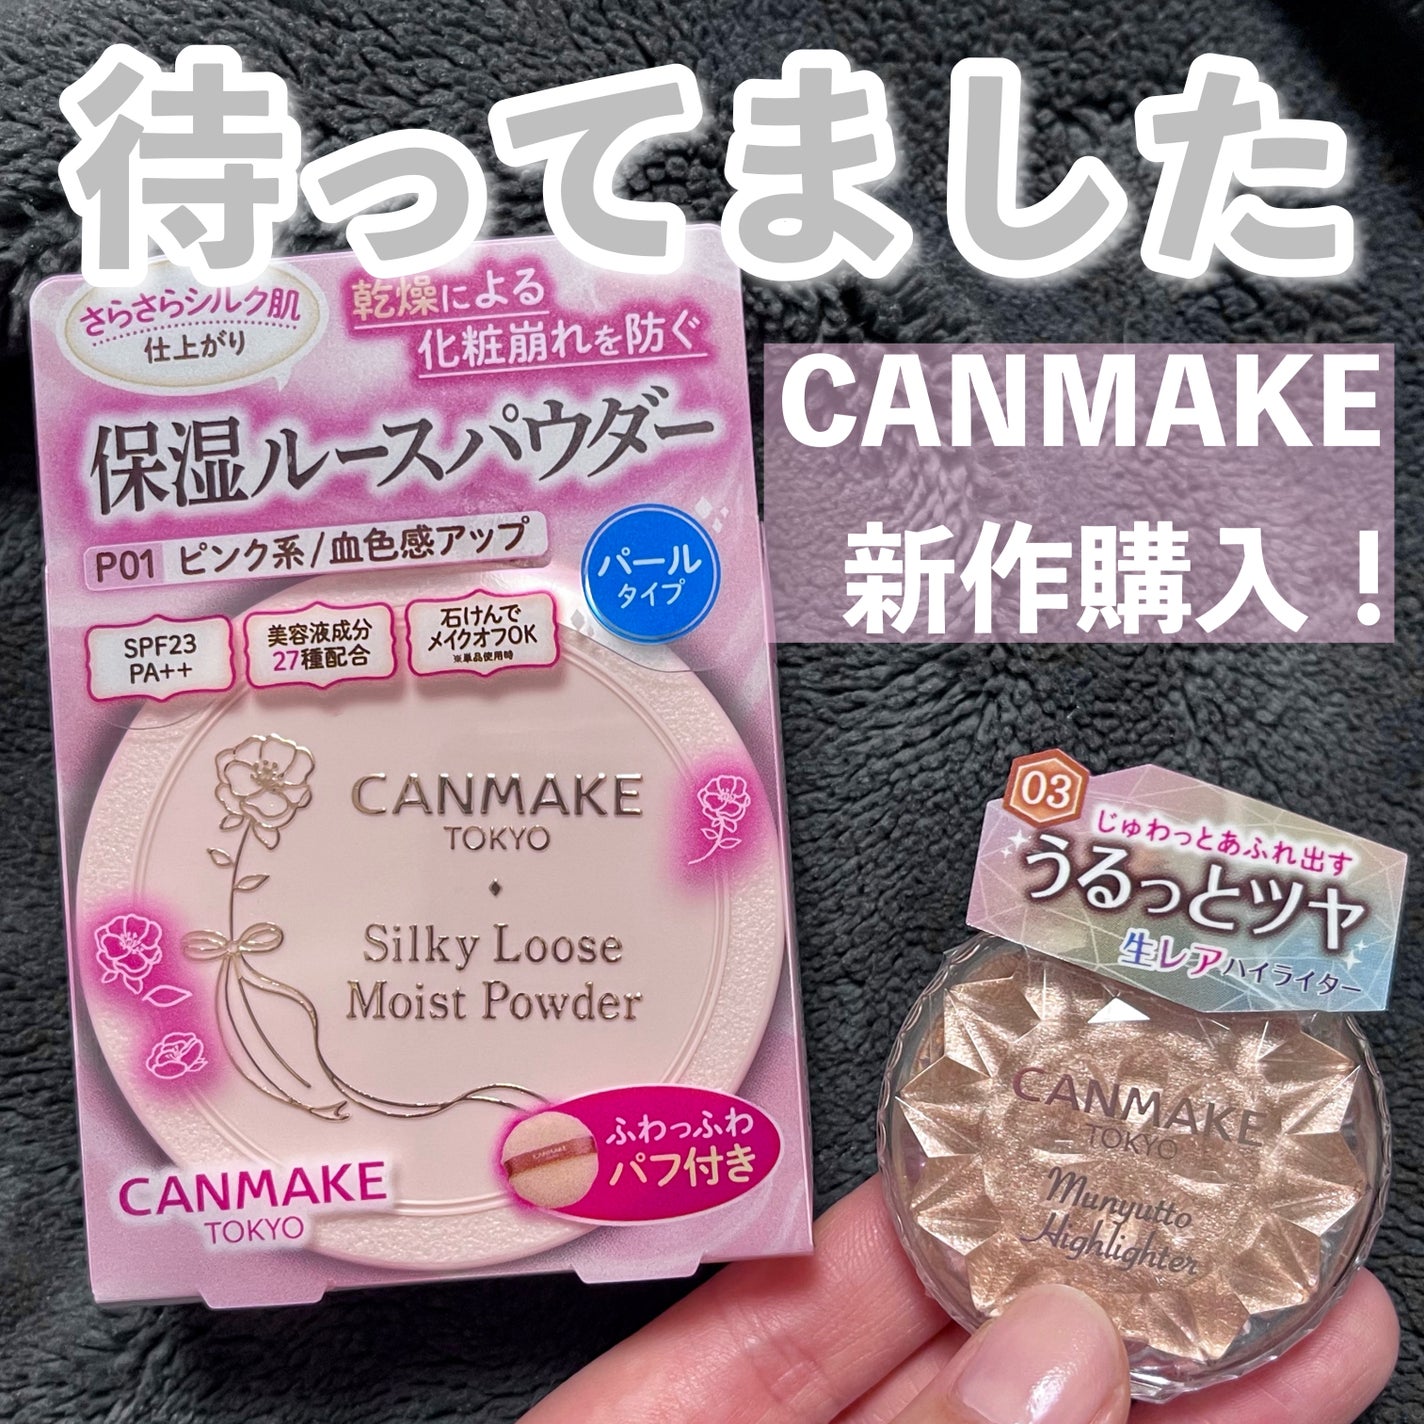 待ってました
CANMAKE
新作購入！
さらさらシルク肌
仕上がり
乾燥による
化粧崩れを防ぐ
保湿ルースパウダー
P01 ピンク系/血色感アップ
パール
タイプ
SPF23
PA++
美容液成分
27種配合
石けんで
メイクオフOK
※単品使用時
CANMAKE
TOKYO
Silky Loose
Moist Powder
ふわっふわ
パフ付き
CANMAKE
CANMAKE
TOKYO
03
じゅわっとあふれ出す
うるっとツヤ
生レアハイライター
CANMAKE
TOKYO
Munyutto
Highlighter